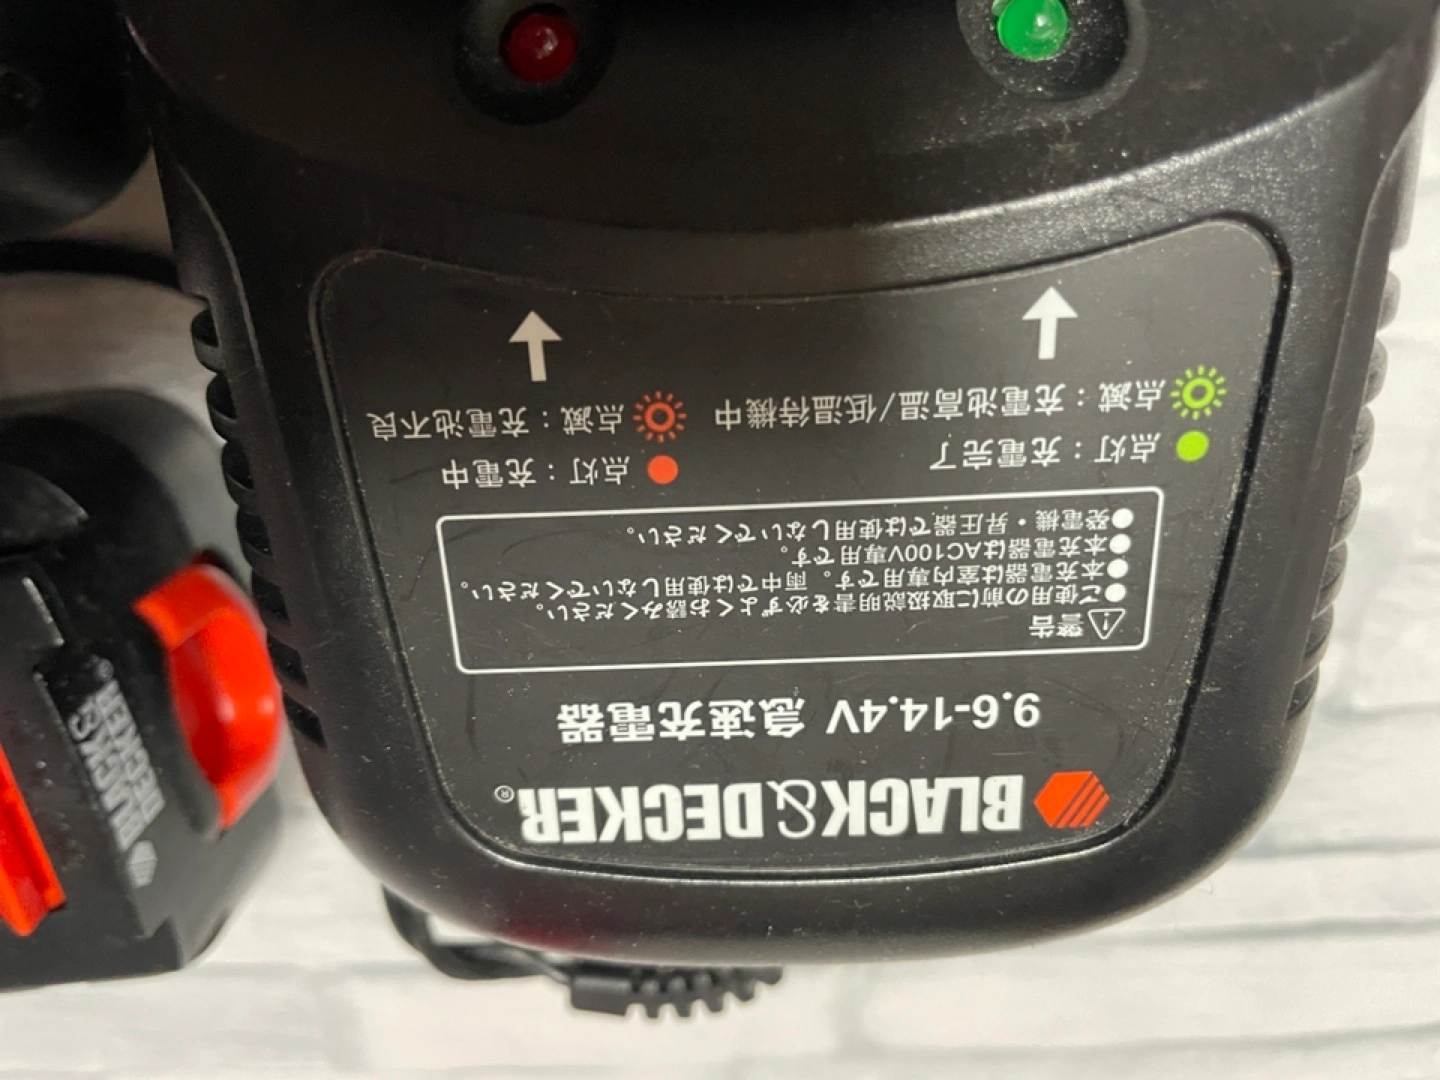 BLACK&DECKER®
9.6-14.4V 急速充電器
警告
●ご使用の前に取扱説明書を必ずよくお読みください。
●本充電器は室内専用です。雨中では使用しないでください。
●本充電器はAC100V専用です。
●発電機・昇圧器では使用しないでください。
点灯：充電完了
点滅：充電池高温/低温待機中
点灯：充電中
点滅：充電池不良
BLACK&
DECKER®